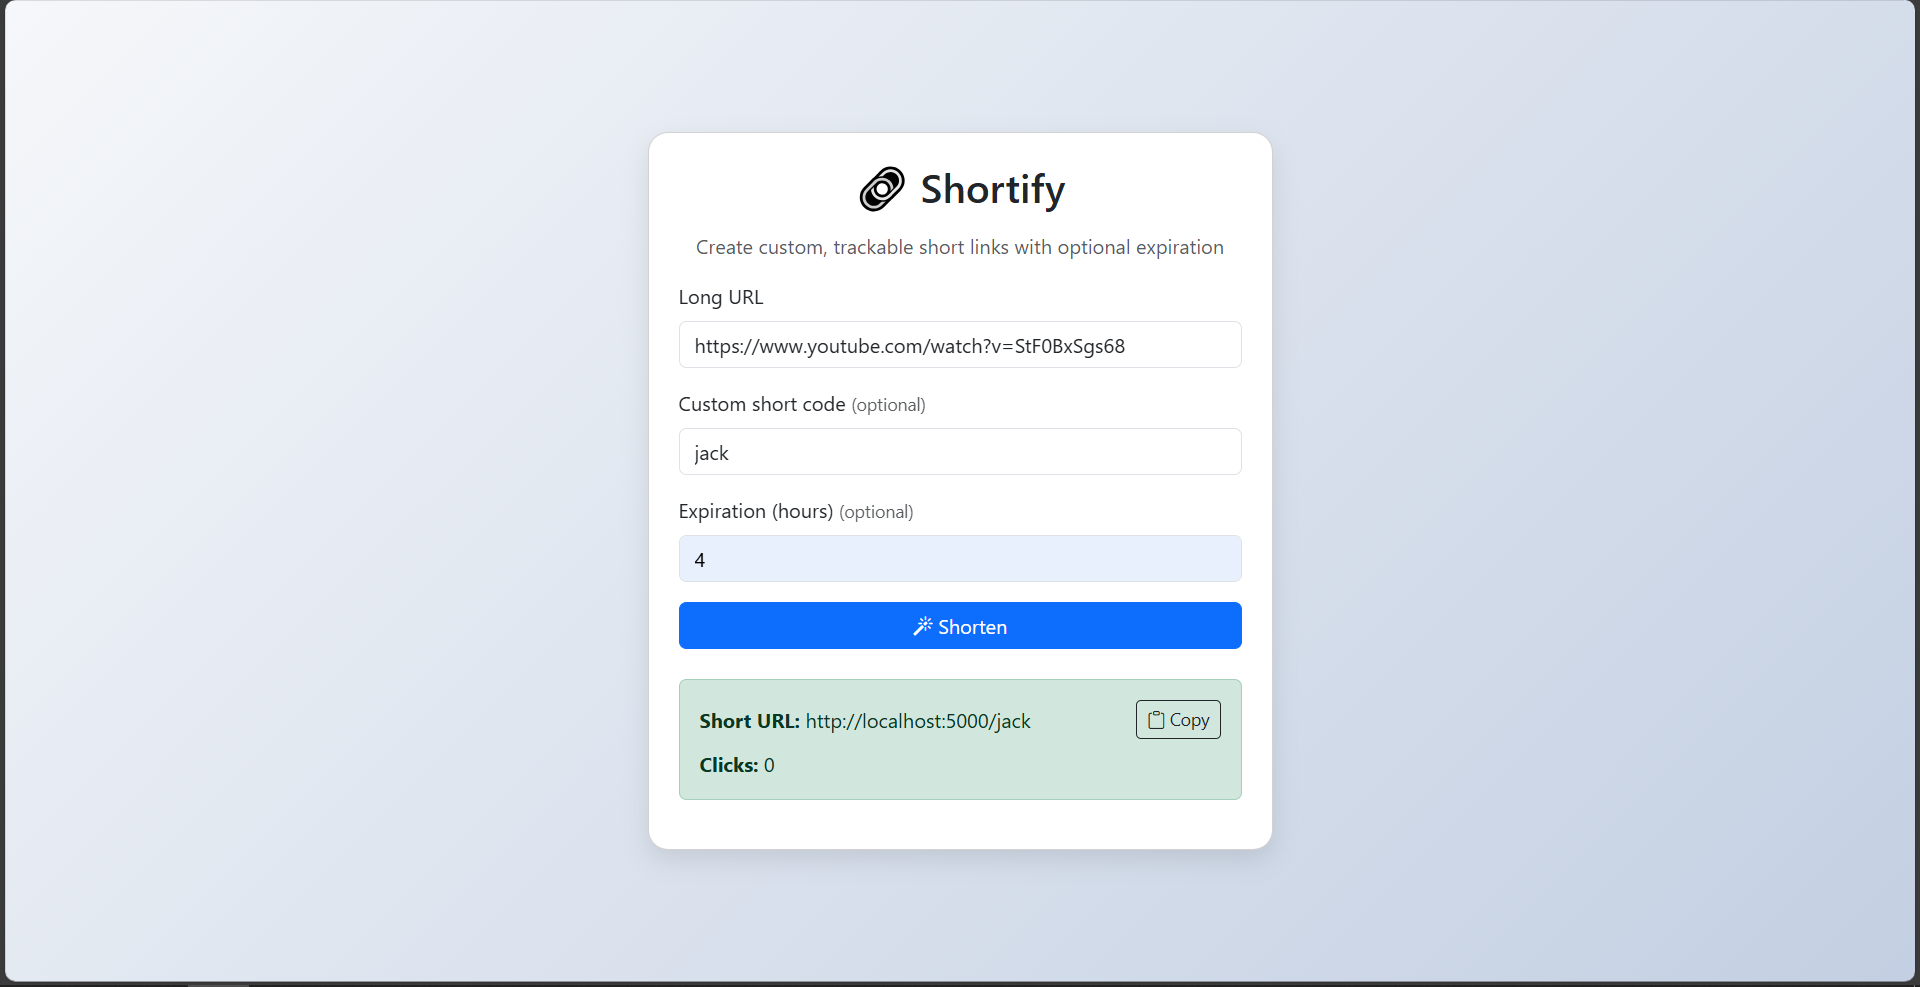 Shortify
Create custom, trackable short links with optional expiration
Long URL
https://www.youtube.com/watch?v=StF0BxSgs68
Custom short code (optional)
jack
Expiration (hours) (optional)
4
Shorten
Short URL: http://localhost:5000/jack
Copy
Clicks: 0